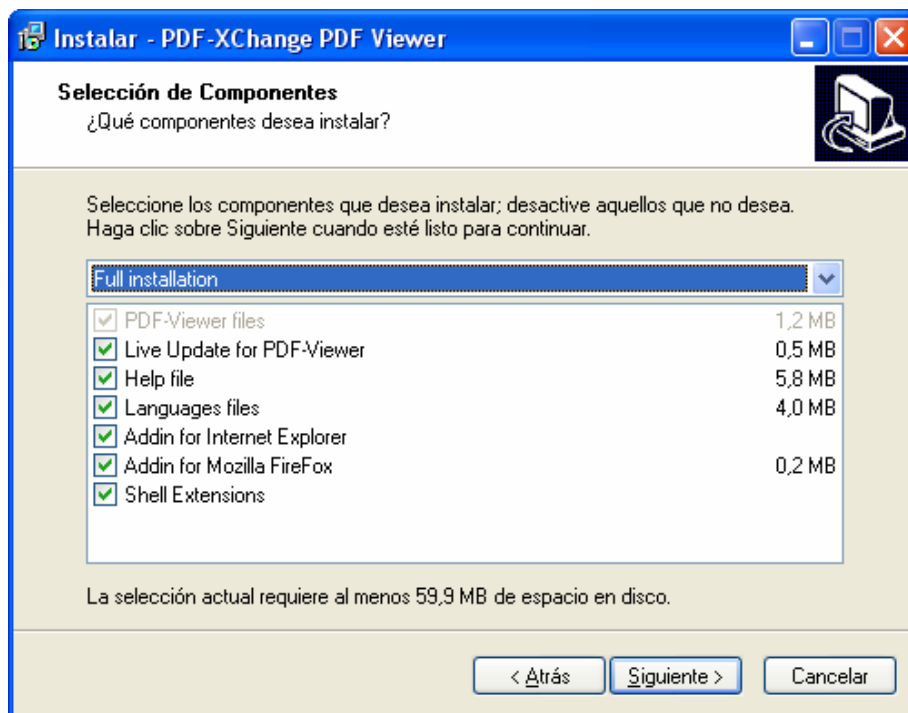 Instalar - PDF-XChange PDF Viewer
Selección de Componentes
¿Qué componentes desea instalar?
Seleccione los componentes que desea instalar; desactive aquellos que no desea.
Haga clic sobre Siguiente cuando esté listo para continuar.
Full installation
PDF-Viewer files 1,2 MB
Live Update for PDF-Viewer 0,5 MB
Help file 5,8 MB
Languages files 4,0 MB
Addin for Internet Explorer
Addin for Mozilla FireFox 0,2 MB
Shell Extensions
La selección actual requiere al menos 59,9 MB de espacio en disco.
< Atrás Siguiente > Cancelar